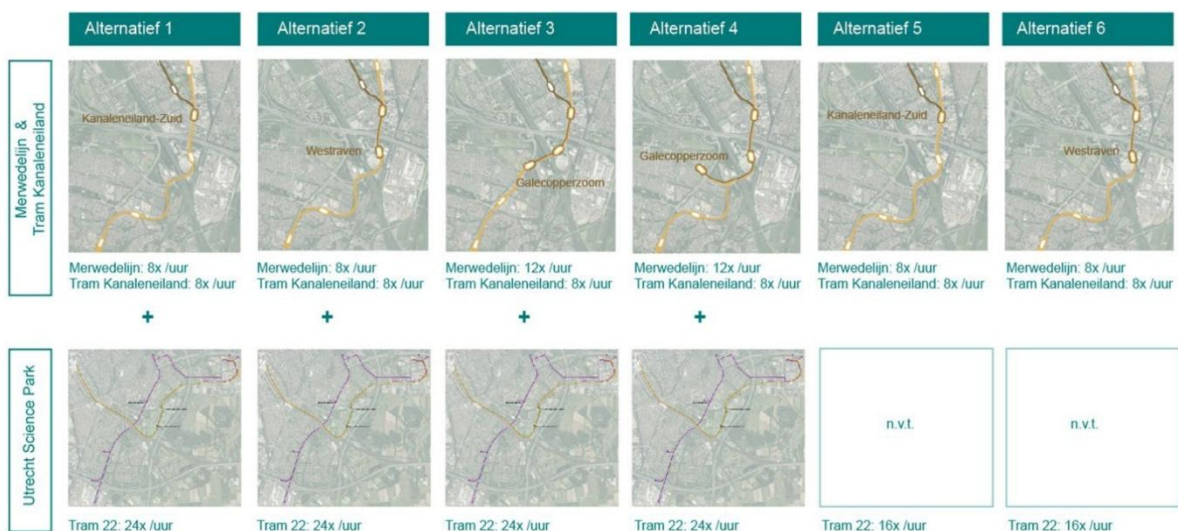 Alternatief 1
Alternatief 2
Alternatief 3
Alternatief 4
Alternatief 5
Alternatief 6
Merwedelijn &
Tram Kanaleneiland
Kanaleneiland-Zuid
Westraven
Galecopperzoom
Galecopperzoom
Kanaleneiland-Zuid
Westraven
Merwedelijn: 8x /uur
Tram Kanaleneiland: 8x /uur
Merwedelijn: 8x /uur
Tram Kanaleneiland: 8x /uur
Merwedelijn: 12x /uur
Tram Kanaleneiland: 8x /uur
Merwedelijn: 12x /uur
Tram Kanaleneiland: 8x /uur
Merwedelijn: 8x /uur
Tram Kanaleneiland: 8x /uur
Merwedelijn: 8x /uur
Tram Kanaleneiland: 8x /uur
+
+
+
+
Utrecht Science Park
n.v.t.
n.v.t.
Tram 22: 24x /uur
Tram 22: 24x /uur
Tram 22: 24x /uur
Tram 22: 24x /uur
Tram 22: 16x /uur
Tram 22: 16x /uur